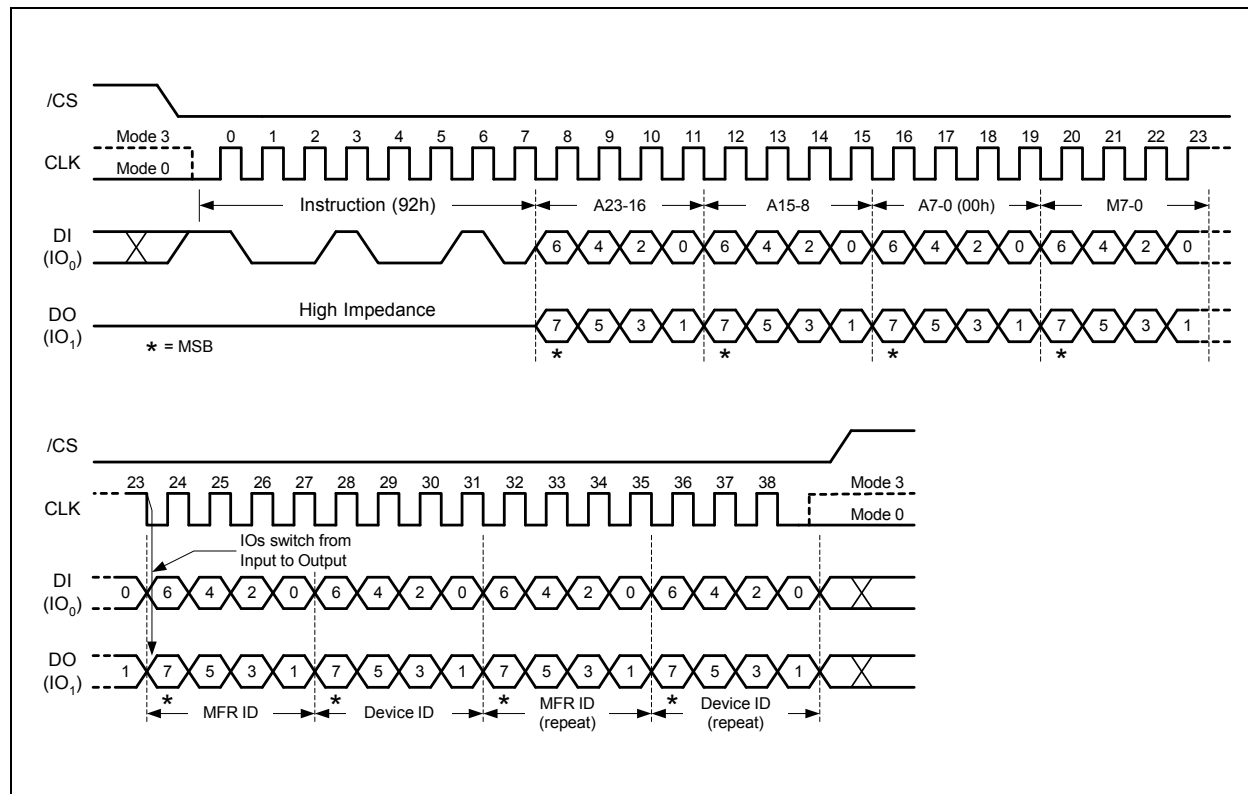 /CS
Mode 3 0 1 2 3 4 5 6 7 8 9 10 11 12 13 14 15 16 17 18 19 20 21 22 23
CLK
Mode 0
Instruction (92h) A23-16 A15-8 A7-0 (00h) M7-0
DI
(IO0) 6 4 2 0 6 4 2 0 6 4 2 0 6 4 2 0
High Impedance
DO
(IO1) 7 5 3 1 7 5 3 1 7 5 3 1 7 5 3 1
* = MSB * * * *
/CS
23 24 25 26 27 28 29 30 31 32 33 34 35 36 37 38 Mode 3
CLK
Mode 0
IOs switch from
Input to Output
DI
(IO0) 0 6 4 2 0 6 4 2 0 6 4 2 0 6 4 2 0
DO
(IO1) 1 7 5 3 1 7 5 3 1 7 5 3 1 7 5 3 1
* * * *
MFR ID Device ID MFR ID
(repeat) Device ID
(repeat)